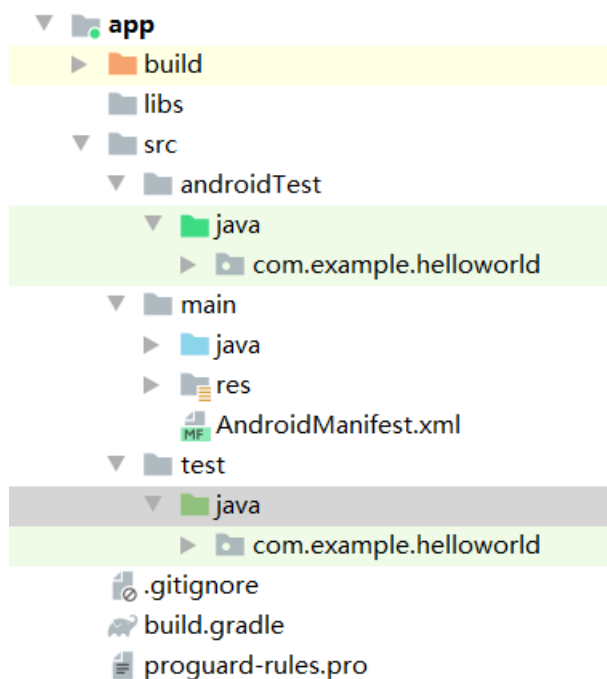 app
build
libs
src
androidTest
java
com.example.helloworld
main
java
res
MF AndroidManifest.xml
test
java
com.example.helloworld
.gitignore
build.gradle
proguard-rules.pro